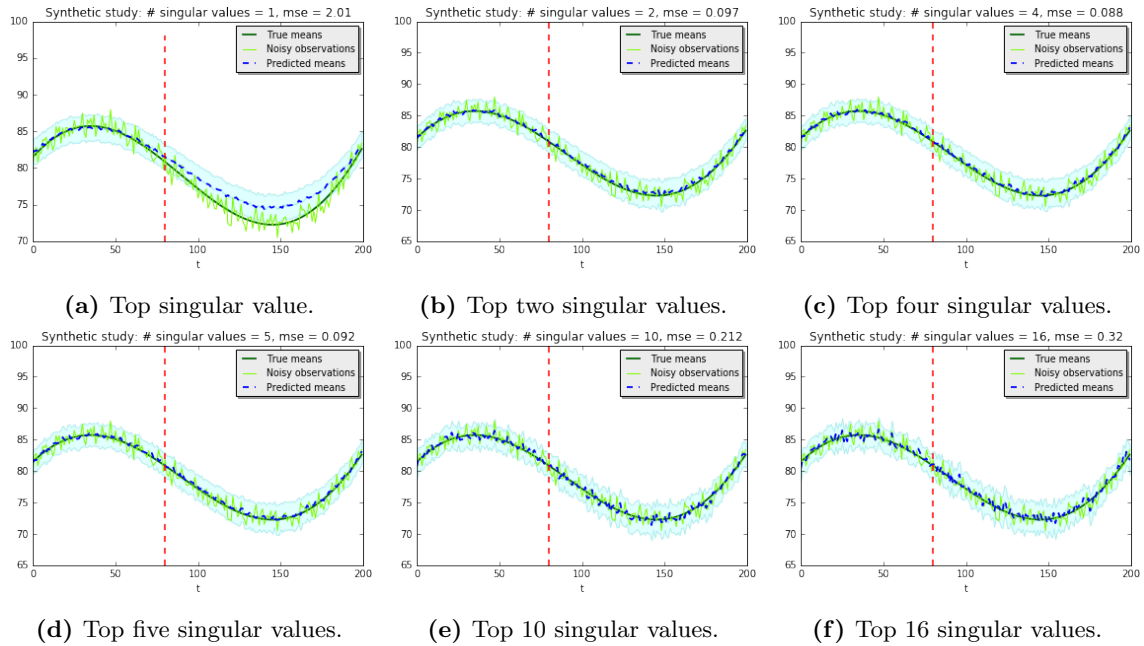 Synthetic study: # singular values = 1, mse = 2.01
100
95
90
85
80
75
70
0
50
100
150
200
t
True means
Noisy observations
Predicted means
(a) Top singular value.
Synthetic study: # singular values = 2, mse = 0.097
100
95
90
85
80
75
70
65
0
50
100
150
200
t
True means
Noisy observations
Predicted means
(b) Top two singular values.
Synthetic study: # singular values = 4, mse = 0.088
100
95
90
85
80
75
70
65
0
50
100
150
200
t
True means
Noisy observations
Predicted means
(c) Top four singular values.
Synthetic study: # singular values = 5, mse = 0.092
100
95
90
85
80
75
70
65
0
50
100
150
200
t
True means
Noisy observations
Predicted means
(d) Top five singular values.
Synthetic study: # singular values = 10, mse = 0.212
100
95
90
85
80
75
70
65
0
50
100
150
200
t
True means
Noisy observations
Predicted means
(e) Top 10 singular values.
Synthetic study: # singular values = 16, mse = 0.32
100
95
90
85
80
75
70
65
0
50
100
150
200
t
True means
Noisy observations
Predicted means
(f) Top 16 singular values.